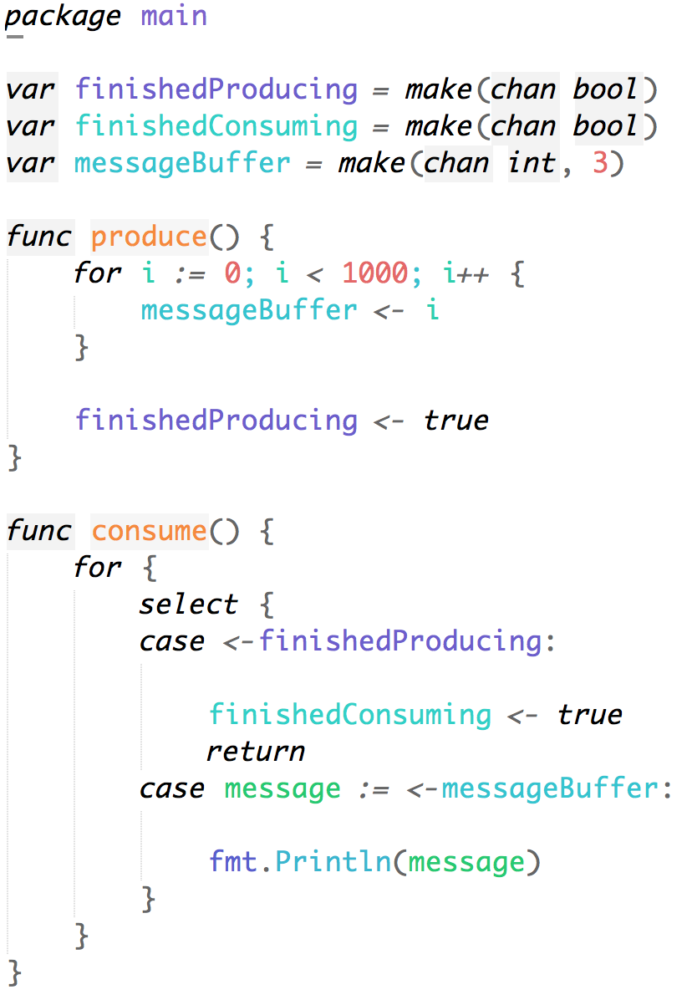 package main
var finishedProducing = make(chan bool)
var finishedConsuming = make(chan bool)
var messageBuffer = make(chan int, 3)
func produce() {
    for i := 0; i < 1000; i++ {
        messageBuffer <- i
    }
    finishedProducing <- true
}
func consume() {
    for {
        select {
        case <-finishedProducing:
            finishedConsuming <- true
            return
        case message := <-messageBuffer:
            fmt.Println(message)
        }
    }
}